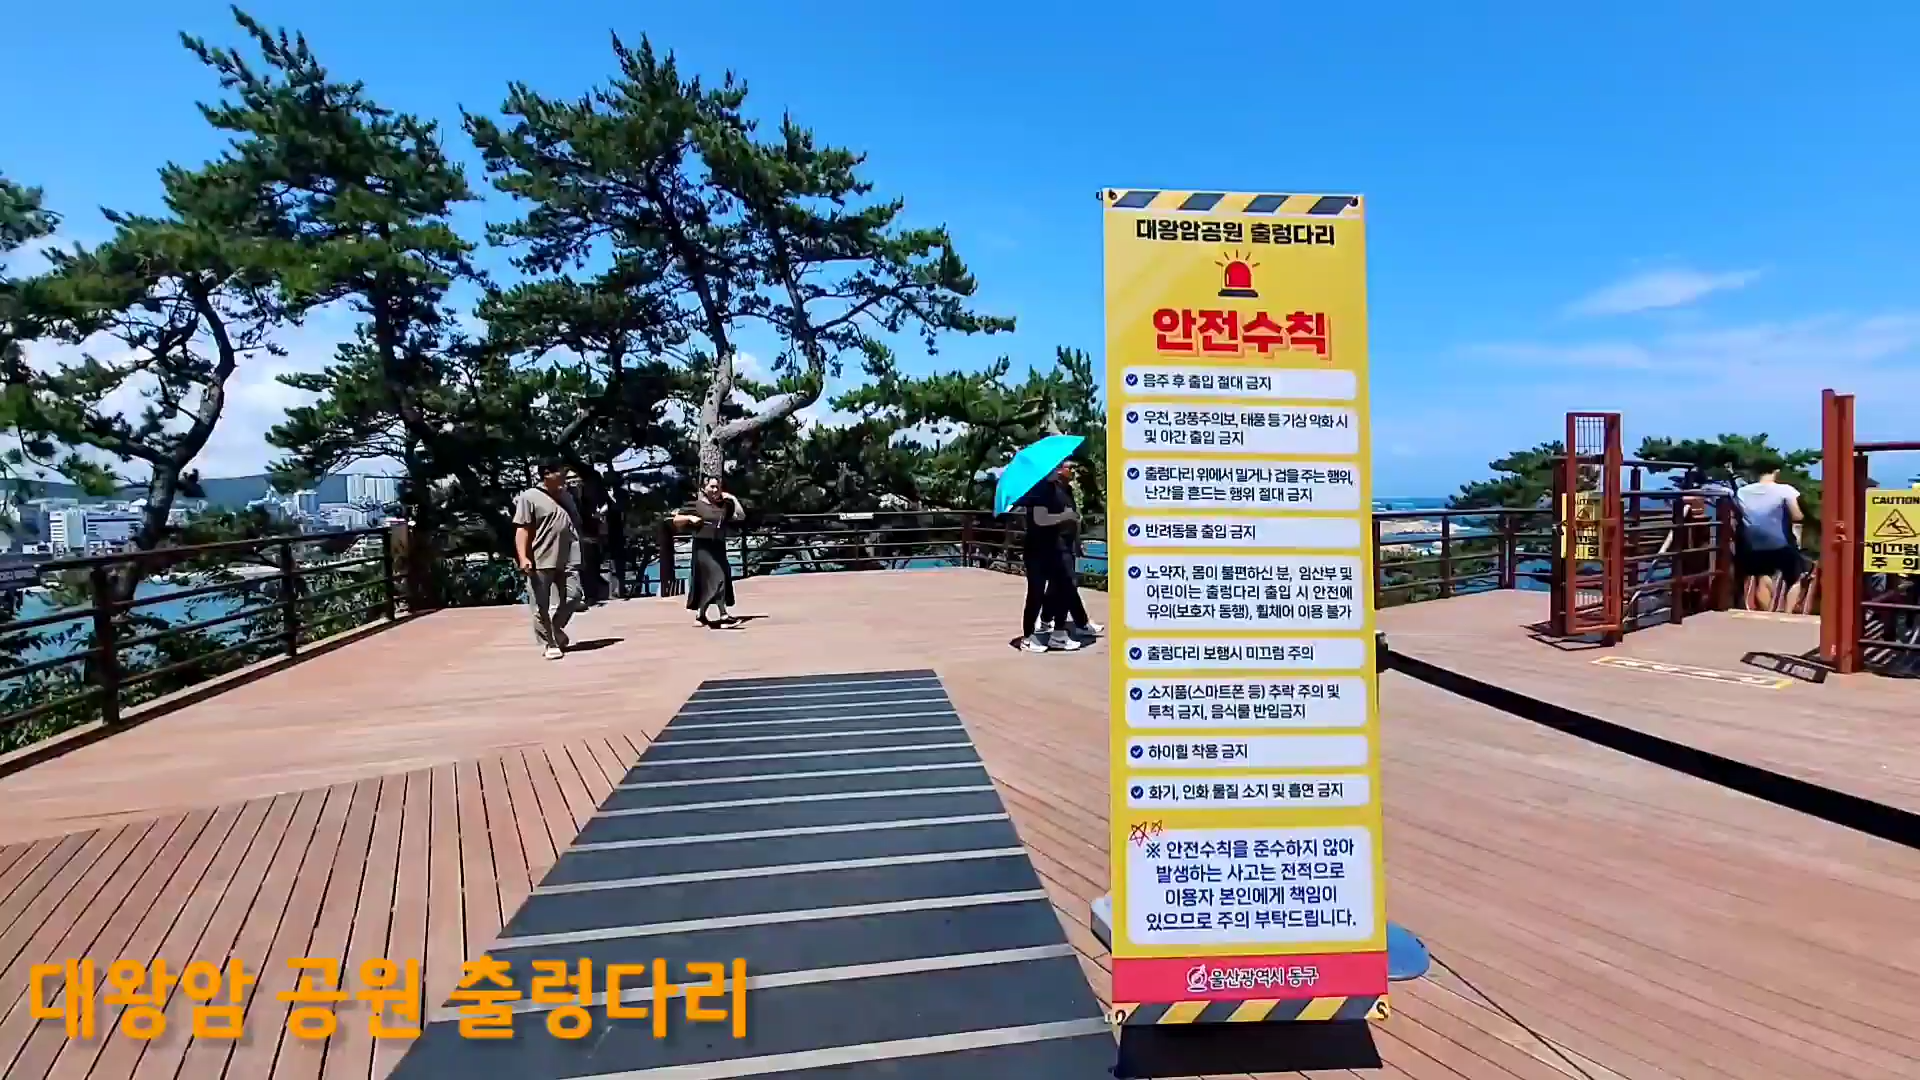 대왕암공원 출렁다리
안전수칙
음주 후 출입 절대 금지
우천, 강풍주의보, 태풍 등 기상 악화 시
및 야간 출입 금지
출렁다리 위에서 밀거나 겁을 주는 행위,
난간을 흔드는 행위 절대 금지
반려동물 출입 금지
노약자, 몸이 불편하신 분, 임산부 및
어린이는 출렁다리 출입 시 안전에
유의(보호자 동행), 휠체어 이용 불가
출렁다리 보행시 미끄럼 주의
소지품(스마트폰 등) 추락 주의 및
투척 금지, 음식물 반입금지
하이힐 착용 금지
화기, 인화 물질 소지 및 흡연 금지
※ 안전수칙을 준수하지 않아
발생하는 사고는 전적으로
이용자 본인에게 책임이
있으므로 주의 부탁드립니다.
울산광역시 동구
CAUTION
미끄럼
주의
대왕암 공원 출렁다리